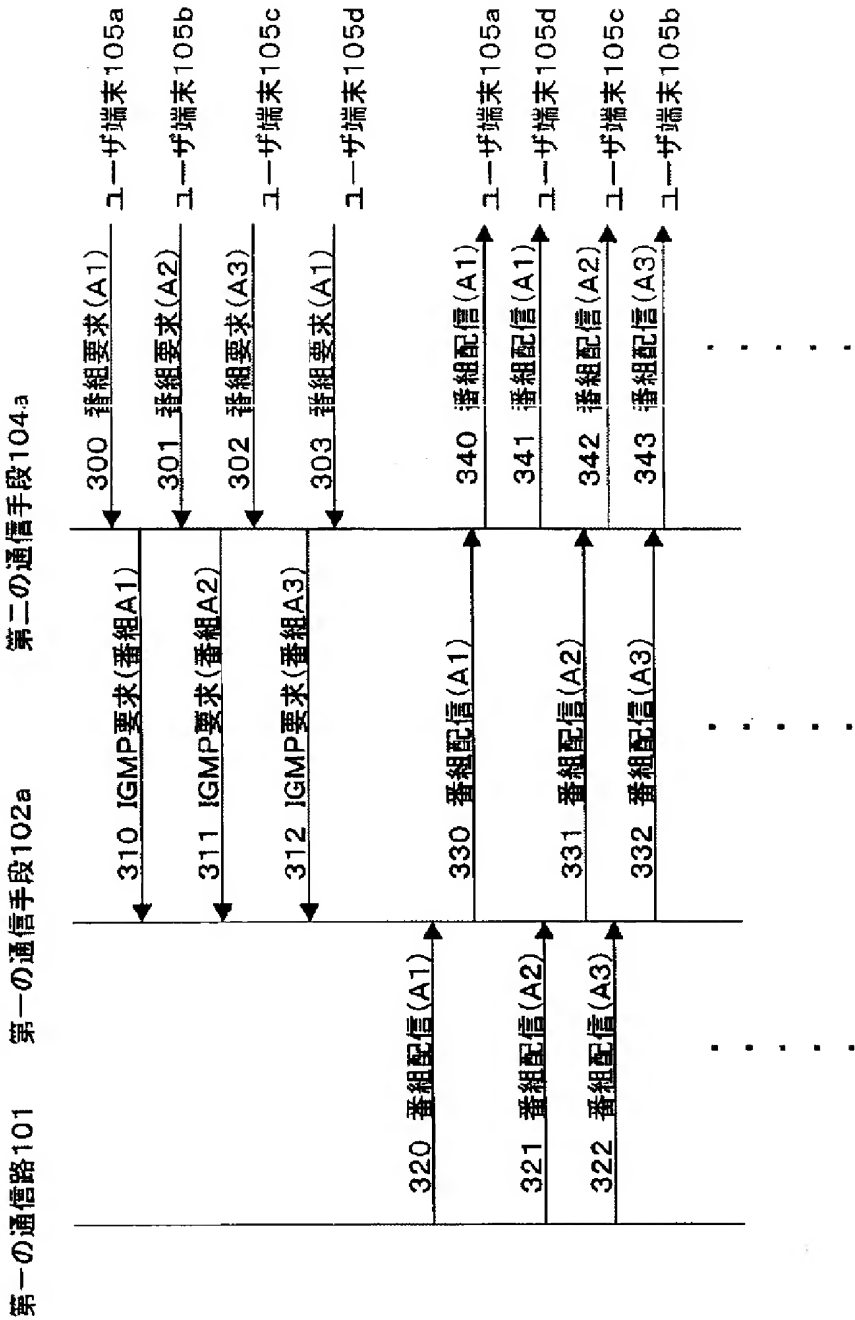 第一の通信路101
第一の通信手段102a
第二の通信手段104.a
300 番組要求(A1)
ユーザ端末105a
310 IGMP要求(番組A1)
301 番組要求(A2)
ユーザ端末105b
311 IGMP要求(番組A2)
302 番組要求(A3)
ユーザ端末105c
312 IGMP要求(番組A3)
303 番組要求(A1)
ユーザ端末105d
320 番組配信(A1)
330 番組配信(A1)
340 番組配信(A1)
ユーザ端末105a
341 番組配信(A1)
ユーザ端末105d
321 番組配信(A2)
331 番組配信(A2)
342 番組配信(A2)
ユーザ端末105c
322 番組配信(A3)
332 番組配信(A3)
343 番組配信(A3)
ユーザ端末105b